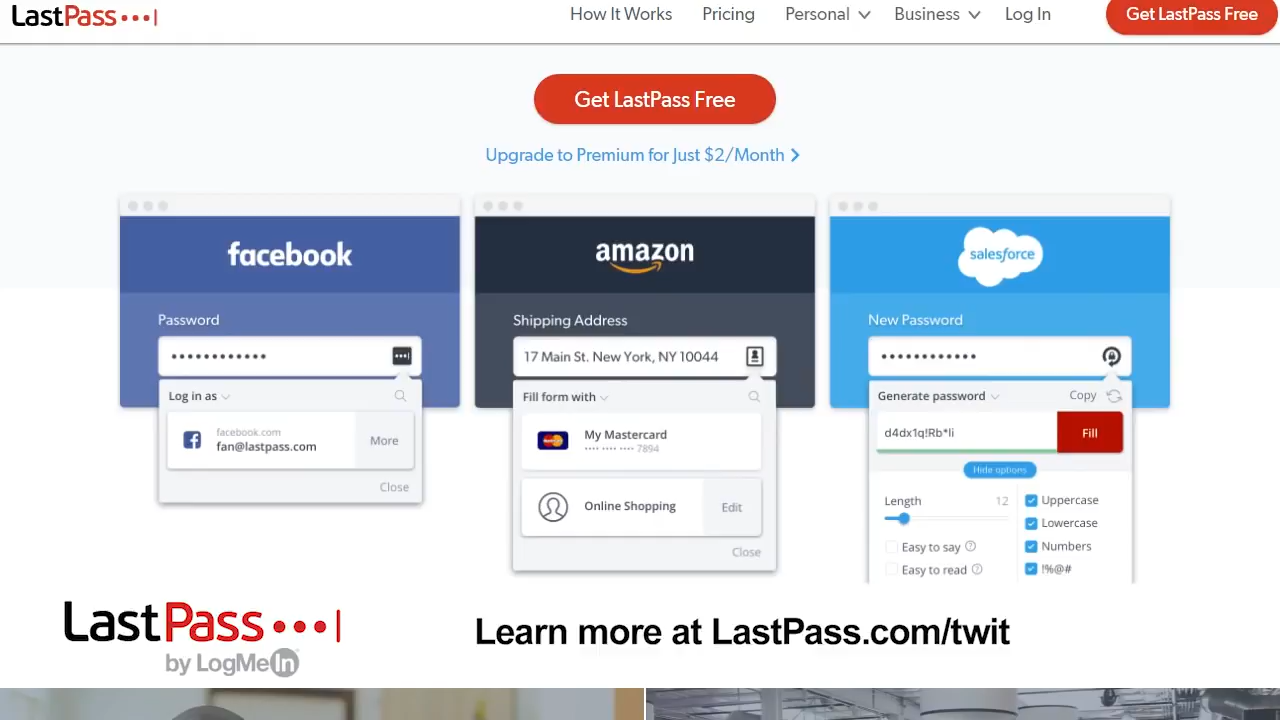 LastPass
How It Works
Pricing
Personal
Business
Log In
Get LastPass Free
Get LastPass Free
Upgrade to Premium for Just $2/Month
facebook
Password
Log in as
facebook.com
fan@lastpass.com
More
Close
amazon
Shipping Address
17 Main St. New York, NY 10044
Fill form with
My Mastercard
•••• •••• •••• 7894
Online Shopping
Edit
Close
salesforce
New Password
Generate password
Copy
d4dx1q!Rb*li
Fill
Hide options
Length
12
Easy to say
Easy to read
Uppercase
Lowercase
Numbers
!%@#
LastPass
by LogMeIn
Learn more at LastPass.com/twit